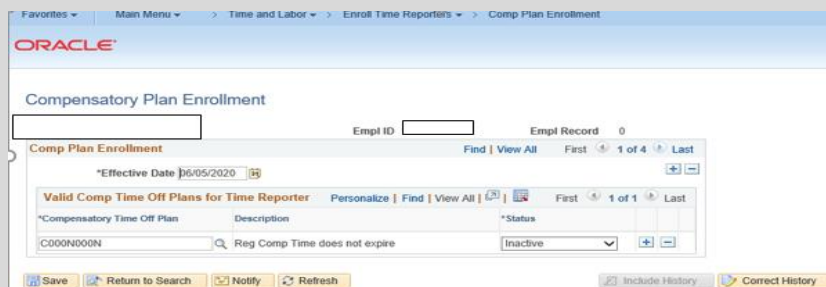 Favorites Main Menu > Time and Labor > Enroll Time Reporters > Comp Plan Enrollment
ORACLE
Compensatory Plan Enrollment
Empl ID Empl Record 0
Comp Plan Enrollment Find | View All First 1 of 4 Last
*Effective Date 06/05/2020
Valid Comp Time Off Plans for Time Reporter Personalize | Find | View All | | First 1 of 1 Last
*Compensatory Time Off Plan Description *Status
C000N000N Reg Comp Time does not expire Inactive
Save Return to Search Notify Refresh Include History Correct History